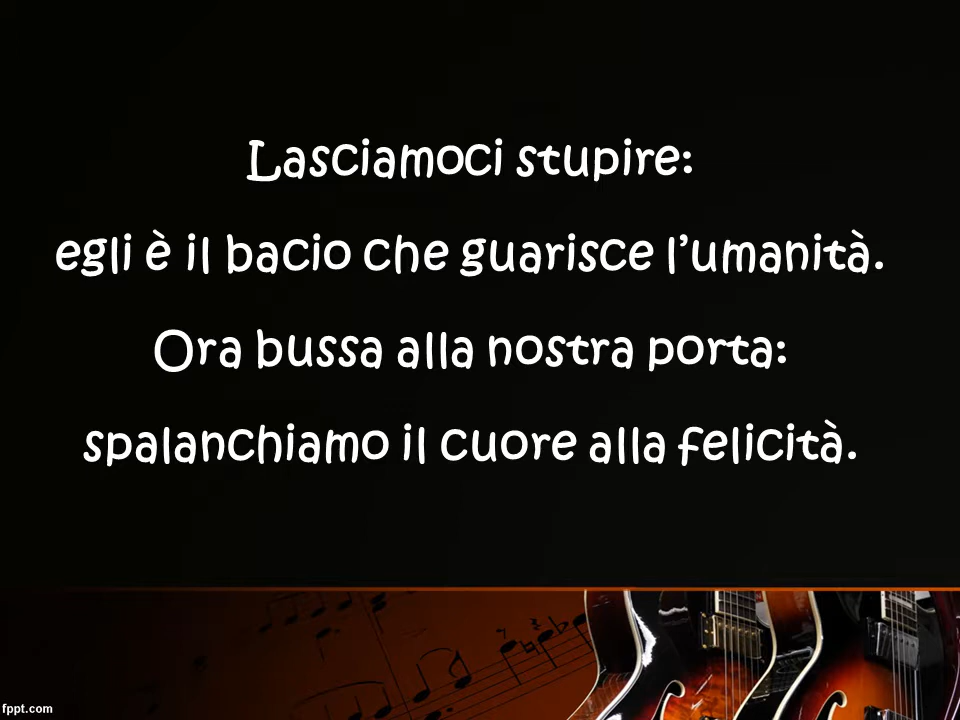 Lasciamoci stupire:
egli è il bacio che guarisce l’umanità.
Ora bussa alla nostra porta:
spalanchiamo il cuore alla felicità.
fppt.com